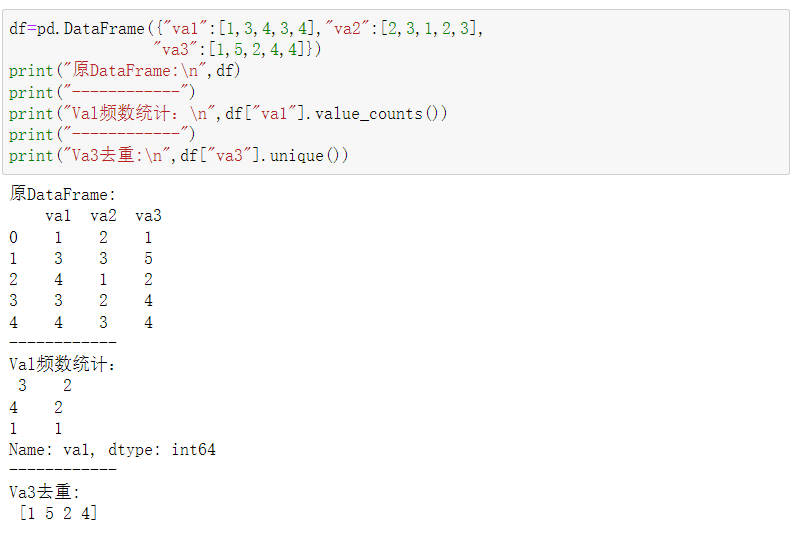 df=pd.DataFrame({"va1":[1,3,4,3,4],"va2":[2,3,1,2,3],
"va3":[1,5,2,4,4]})
print("原DataFrame:\n",df)
print("------------")
print("Va1频数统计：\n",df["va1"].value_counts())
print("------------")
print("Va3去重:\n",df["va3"].unique())
原DataFrame:
va1 va2 va3
0 1 2 1
1 3 3 5
2 4 1 2
3 3 2 4
4 4 3 4
------------
Va1频数统计：
3 2
4 2
1 1
Name: va1, dtype: int64
------------
Va3去重:
[1 5 2 4]